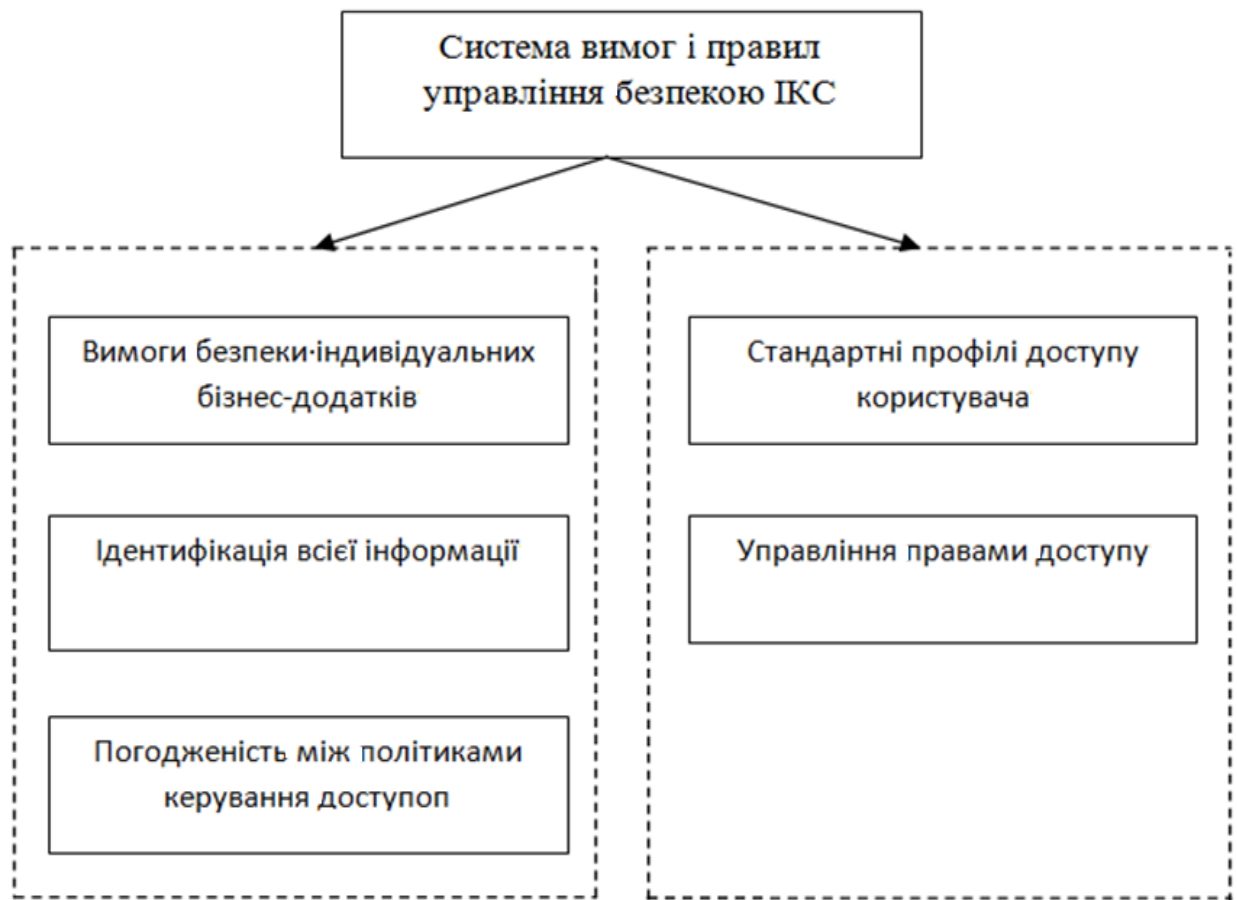 Система вимог і правил
управління безпекою ІКС
Вимоги безпеки·індивідуальних
бізнес-додатків
Ідентифікація всієї інформації
Погодженість між політиками
керування доступоп
Стандартні профілі доступу
користувача
Управління правами доступу